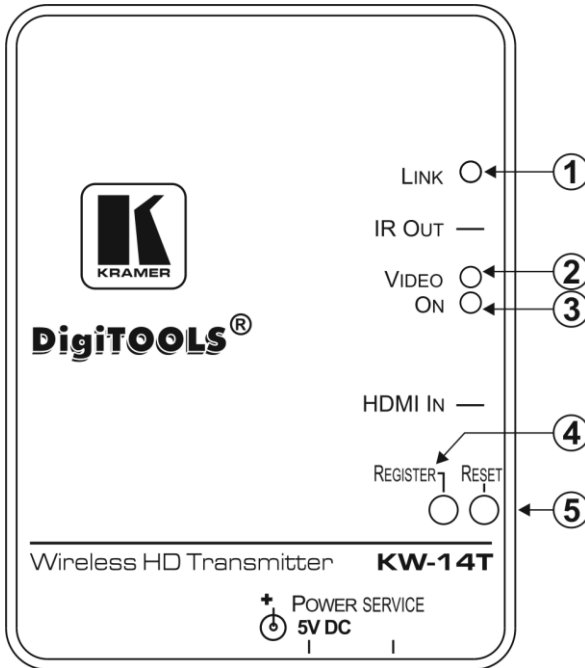 LINK
1
IR OUT
VIDEO
2
ON
3
K
KRAMER
DigiTOOLS®
HDMI IN
4
REGISTER RESET
5
Wireless HD Transmitter KW-14T
+ POWER SERVICE
5V DC